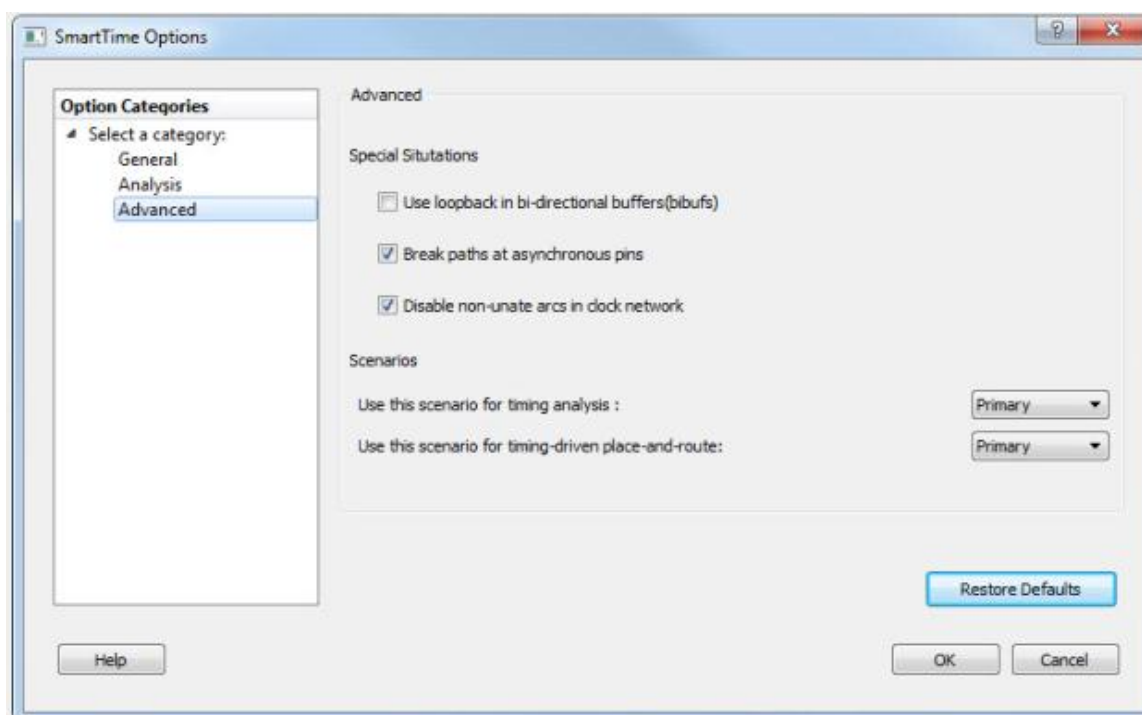 SmartTime Options
Option Categories
Select a category:
General
Analysis
Advanced
Advanced
Special Situtations
Use loopback in bi-directional buffers(bibufs)
Break paths at asynchronous pins
Disable non-unate arcs in clock network
Scenarios
Use this scenario for timing analysis : Primary
Use this scenario for timing-driven place-and-route: Primary
Restore Defaults
Help OK Cancel